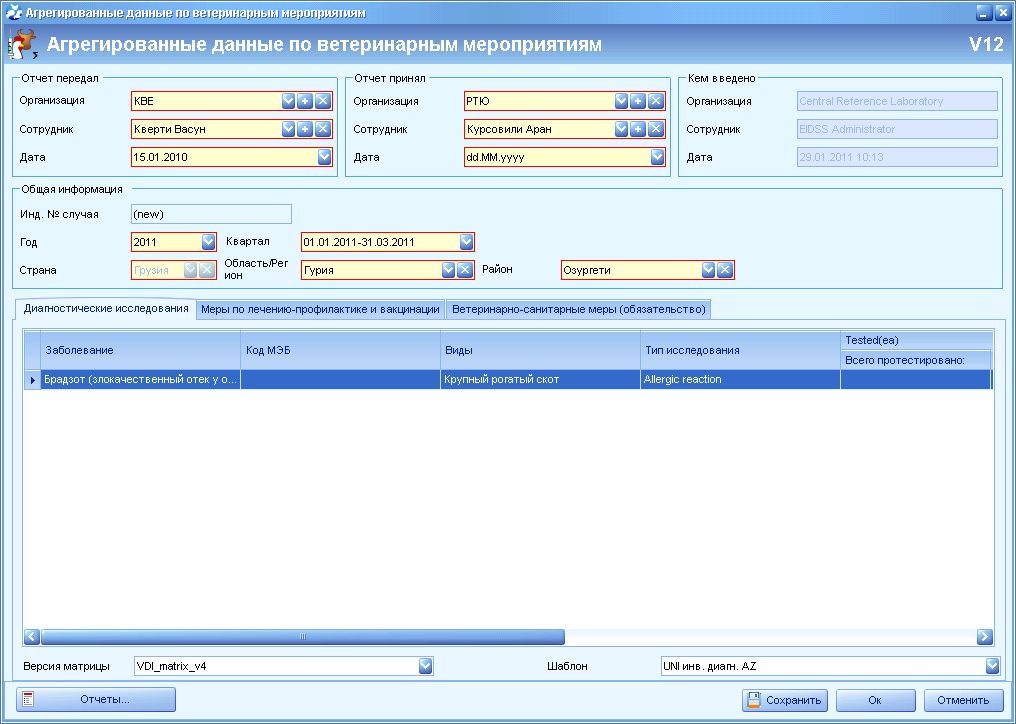 Агрегированные данные по ветеринарным мероприятиям
Агрегированные данные по ветеринарным мероприятиям V12
Отчет передал
Организация КВЕ
Сотрудник Кверти Васун
Дата 15.01.2010
Отчет принял
Организация РТЮ
Сотрудник Курсовили Аран
Дата dd.MM.yyyy
Кем введено
Организация Central Reference Laboratory
Сотрудник EIDSS Administrator
Дата 29.01.2011 10:13
Общая информация
Инд. № случая (new)
Год 2011 Квартал 01.01.2011-31.03.2011
Страна Грузия Область/Рег
ион Гурия Район Озургети
Диагностические исследования Меры по лечению-профилактике и вакцинации Ветеринарно-санитарные меры (обязательство)
Заболевание Код МЭБ Виды Тип исследования Tested(ea)
Всего протестировано:
Брадзот (злокачественный отек у о... Крупный рогатый скот Allergic reaction
Версия матрицы VDI_matrix_v4 Шаблон UNI инв. диагн. AZ
Отчеты... Сохранить Ок Отменить